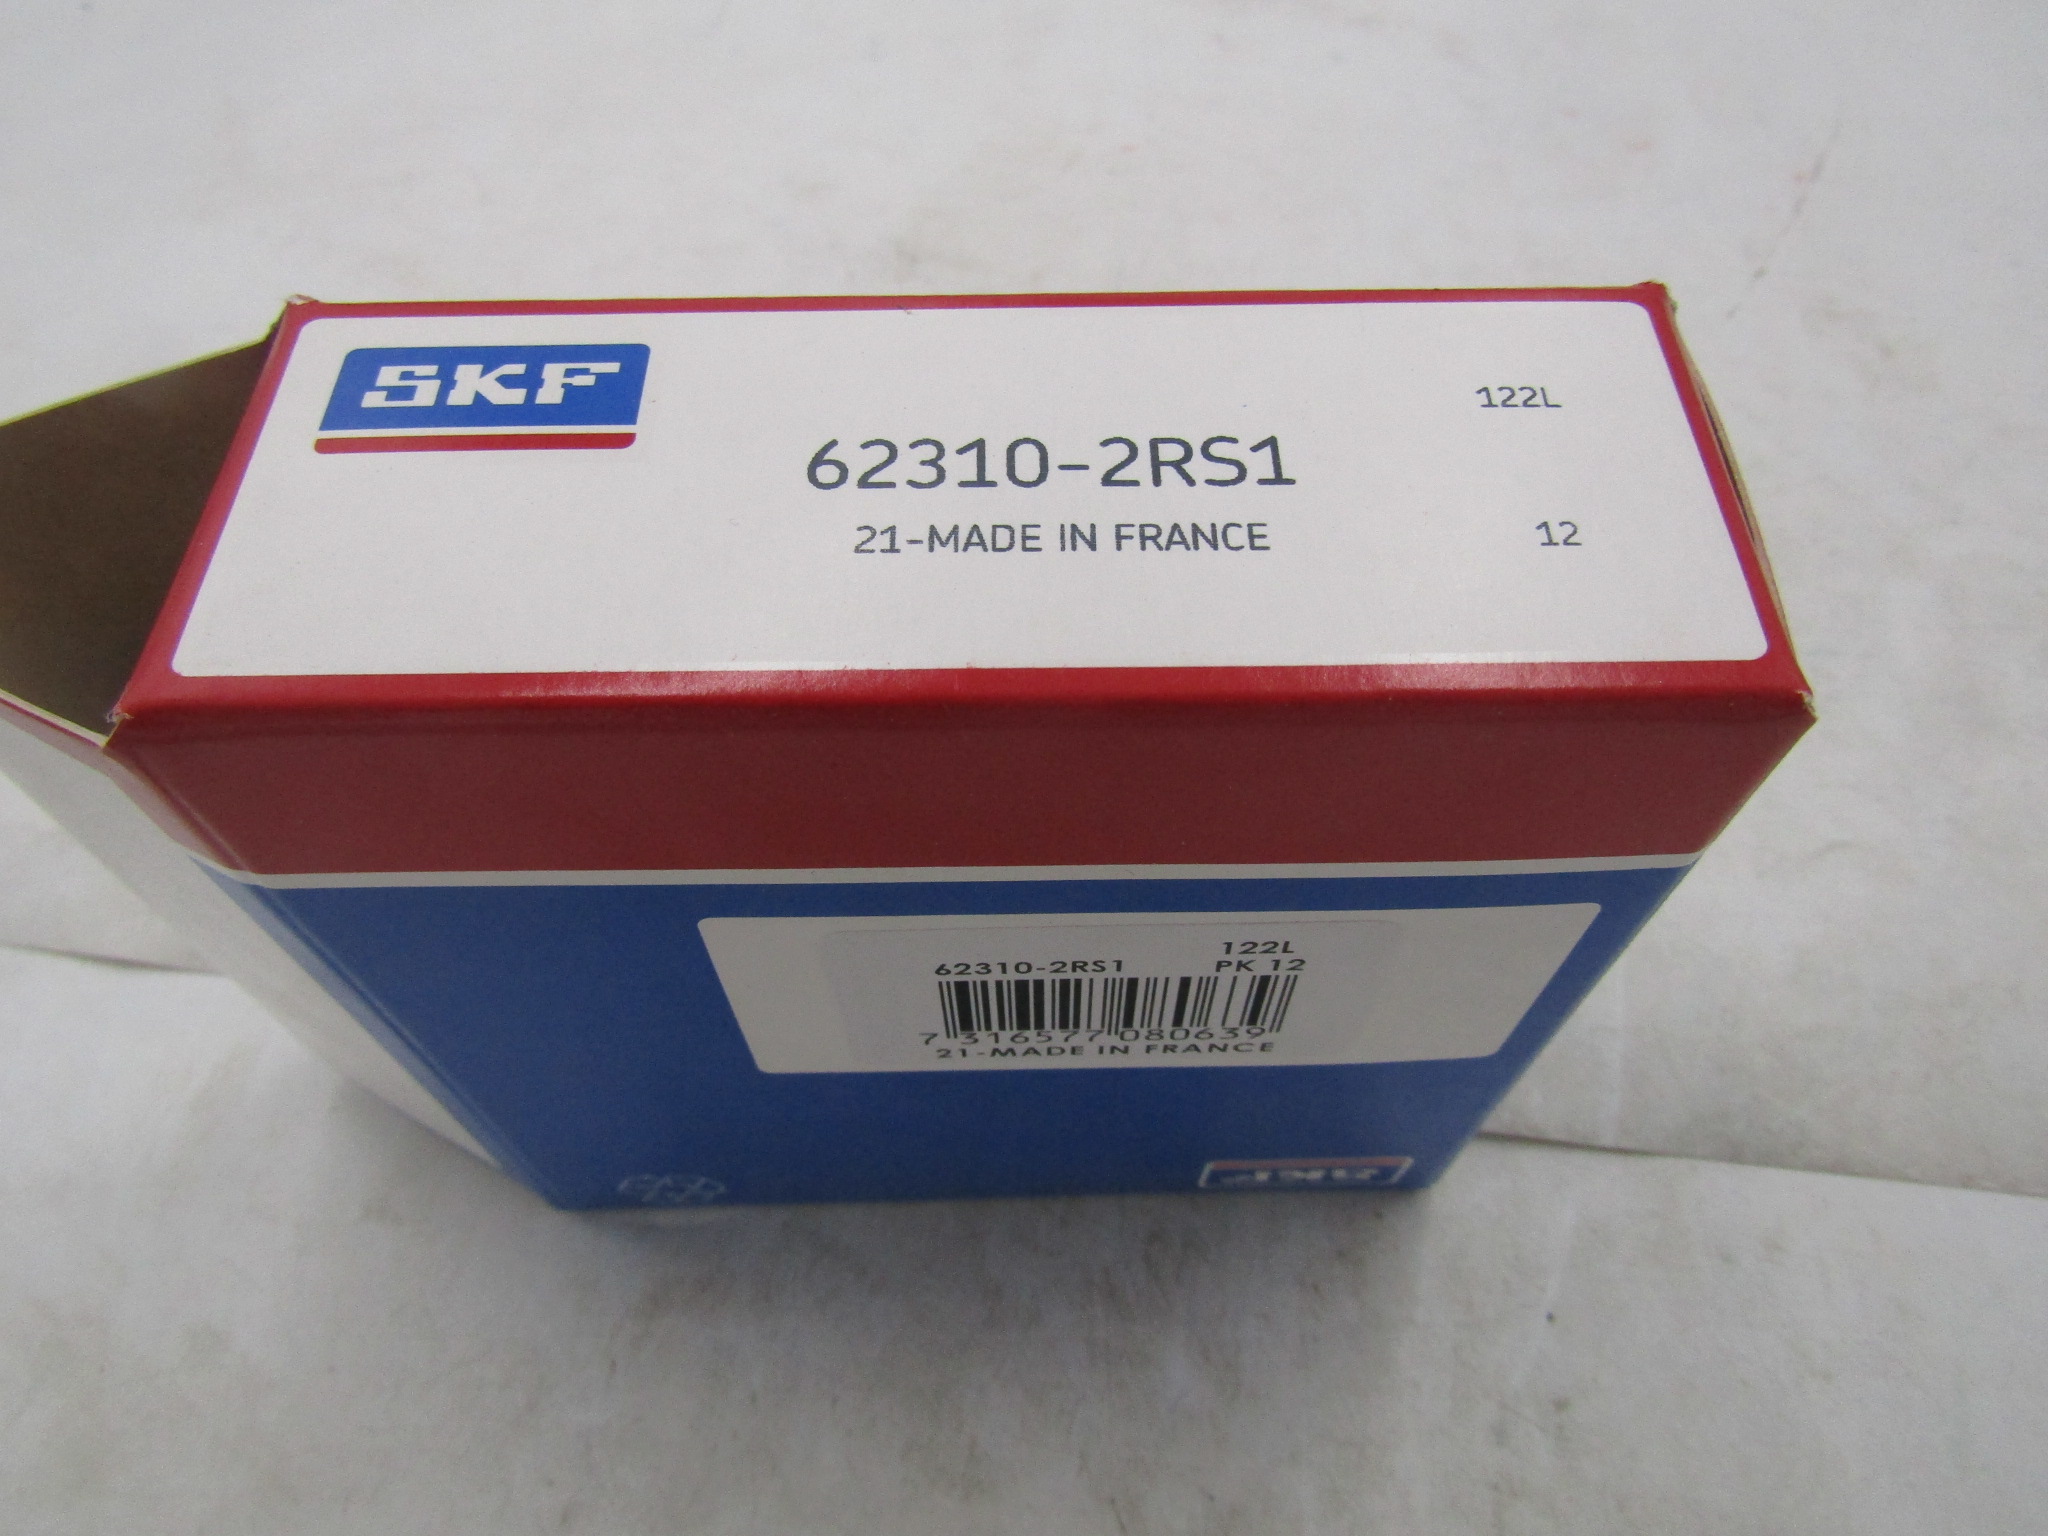 SKF
122L
62310-2RS1
21-MADE IN FRANCE 12
122L
62310-2RS1 PK 12
7 316577 080639
21-MADE IN FRANCE
SKF